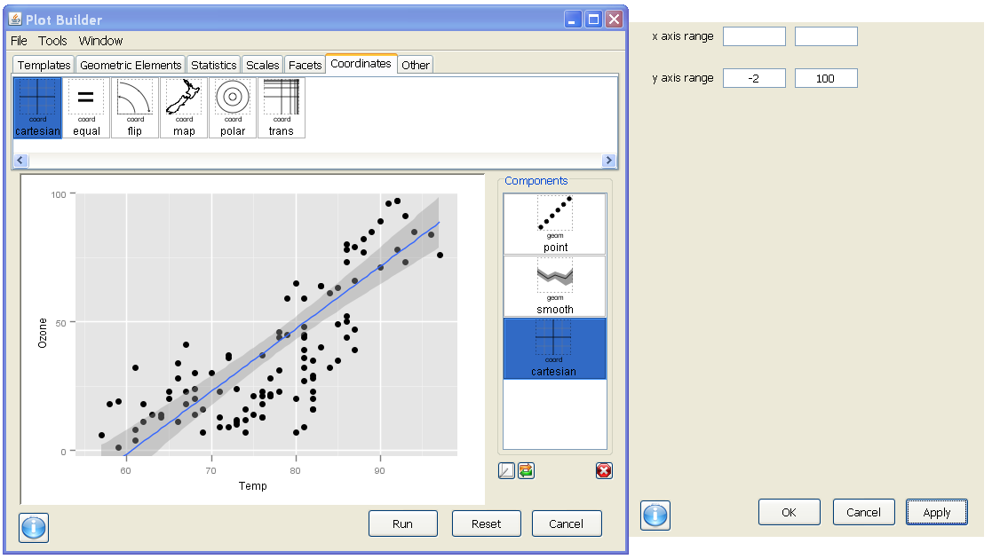 Plot Builder
File Tools Window
Templates Geometric Elements Statistics Scales Facets Coordinates Other
coord coord coord coord coord coord
cartesian equal flip map polar trans
Components
geom
point
geom
smooth
coord
cartesian
100
50
0
Ozone
60 70 80 90
Temp
Run Reset Cancel
x axis range
y axis range -2 100
OK Cancel Apply